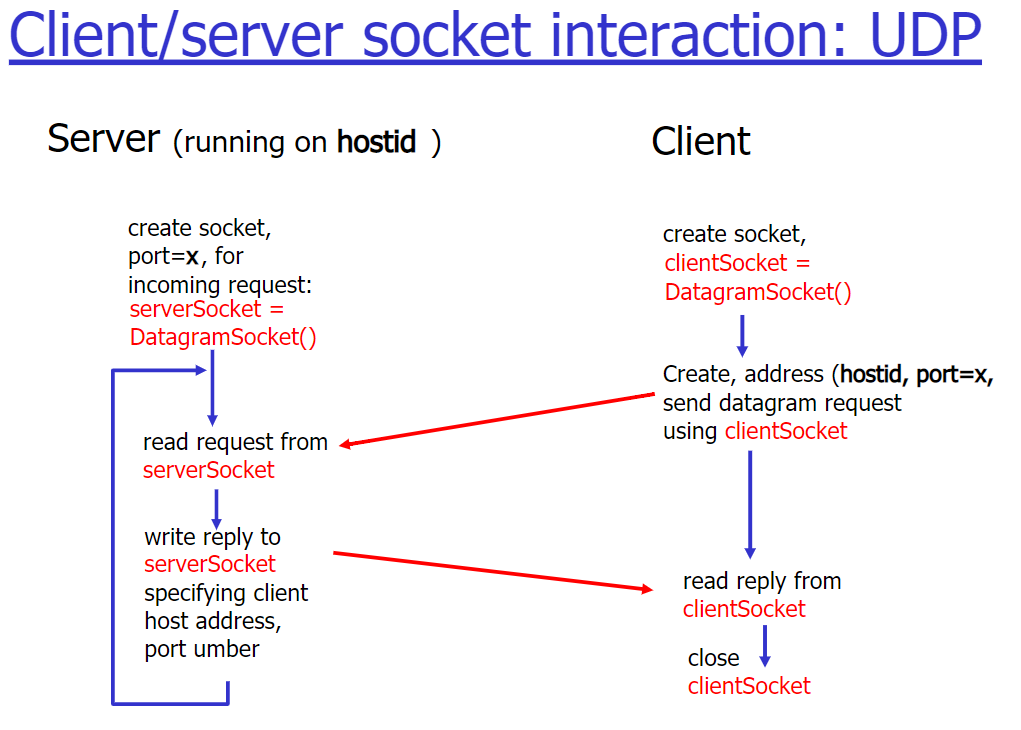 Client/server socket interaction: UDP
Server (running on hostid )
Client
create socket,
port=x, for
incoming request:
serverSocket =
DatagramSocket()
read request from
serverSocket
write reply to
serverSocket
specifying client
host address,
port umber
create socket,
clientSocket =
DatagramSocket()
Create, address (hostid, port=x,
send datagram request
using clientSocket
read reply from
clientSocket
close
clientSocket